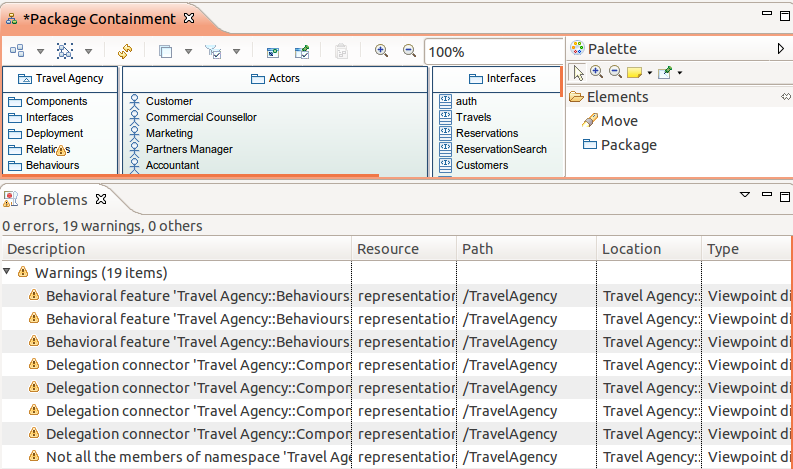 *Package Containment
100%
Palette
Travel Agency
Components
Interfaces
Deployment
Behaviours
Actors
Customer
Commercial Counsellor
Marketing
Partners Manager
Accountant
Interfaces
auth
Travels
Reservations
ReservationSearch
Customers
Elements
Move
Package
Problems
0 errors, 19 warnings, 0 others
Description Resource Path Location Type
Warnings (19 items)
Behavioral feature 'Travel Agency::Behaviours representation /TravelAgency Travel Agency:: Viewpoint di
Behavioral feature 'Travel Agency::Behaviours representation /TravelAgency Travel Agency:: Viewpoint di
Behavioral feature 'Travel Agency::Behaviours representation /TravelAgency Travel Agency:: Viewpoint di
Delegation connector 'Travel Agency::Compo representation /TravelAgency Travel Agency:: Viewpoint di
Delegation connector 'Travel Agency::Compo representation /TravelAgency Travel Agency:: Viewpoint di
Delegation connector 'Travel Agency::Compo representation /TravelAgency Travel Agency:: Viewpoint di
Delegation connector 'Travel Agency::Compo representation /TravelAgency Travel Agency:: Viewpoint di
Not all the members of namespace 'Travel Age representation /TravelAgency Travel Agency:: Viewpoint di